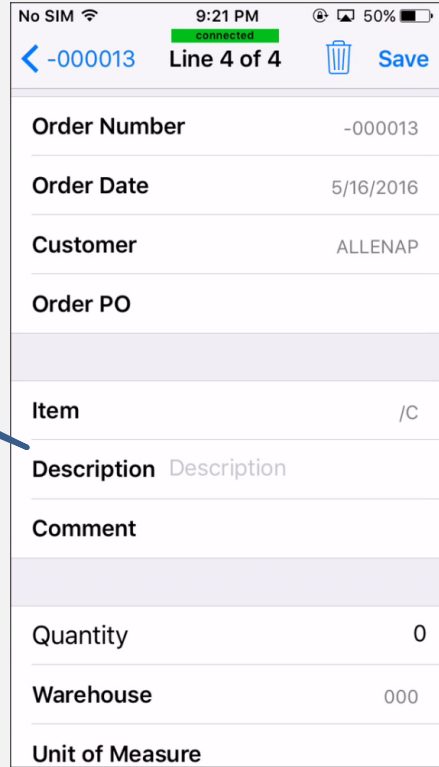 No SIM 9:21 PM 50%
connected
-000013 Line 4 of 4 Save
Order Number -000013
Order Date 5/16/2016
Customer ALLENAP
Order PO
Item /C
Description Description
Comment
Quantity 0
Warehouse 000
Unit of Measure